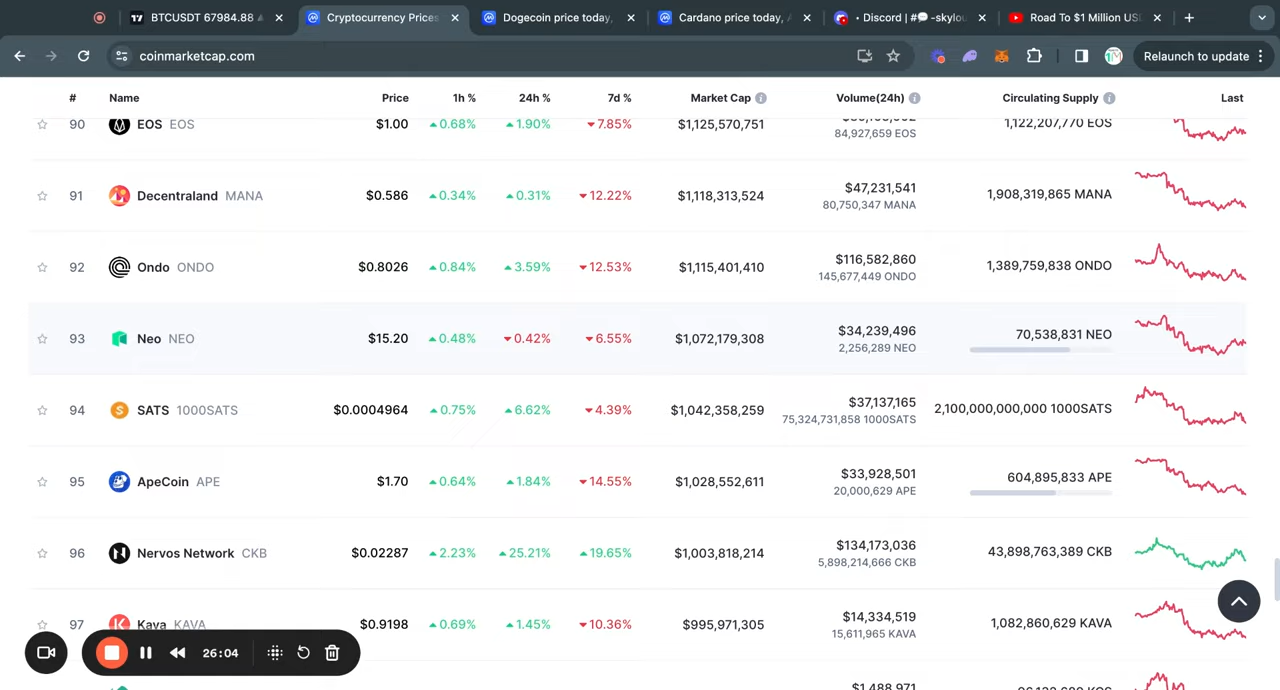 BTCUSDT 67984.88
Cryptocurrency Prices
Dogecoin price today,
Cardano price today,
• Discord | # -skylou
Road To $1 Million US
coinmarketcap.com
Relaunch to update
# Name Price 1h % 24h % 7d % Market Cap Volume(24h) Circulating Supply Last
90 EOS EOS $1.00 0.68% 1.90% 7.85% $1,125,570,751 1,122,207,770 EOS
84,927,659 EOS
91 Decentraland MANA $0.586 0.34% 0.31% 12.22% $1,118,313,524 $47,231,541 1,908,319,865 MANA
80,750,347 MANA
92 Ondo ONDO $0.8026 0.84% 3.59% 12.53% $1,115,401,410 $116,582,860 1,389,759,838 ONDO
145,677,449 ONDO
93 Neo NEO $15.20 0.48% 0.42% 6.55% $1,072,179,308 $34,239,496 70,538,831 NEO
2,256,289 NEO
94 SATS 1000SATS $0.0004964 0.75% 6.62% 4.39% $1,042,358,259 $37,137,165 2,100,000,000,000 1000SATS
75,324,731,858 1000SATS
95 ApeCoin APE $1.70 0.64% 1.84% 14.55% $1,028,552,611 $33,928,501 604,895,833 APE
20,000,629 APE
96 Nervos Network CKB $0.02287 2.23% 25.21% 19.65% $1,003,818,214 $134,173,036 43,898,763,389 CKB
5,898,214,666 CKB
97 Kava KAVA $0.9198 0.69% 1.45% 10.36% $995,971,305 $14,334,519 1,082,860,629 KAVA
15,611,965 KAVA
26:04
$1,488,971